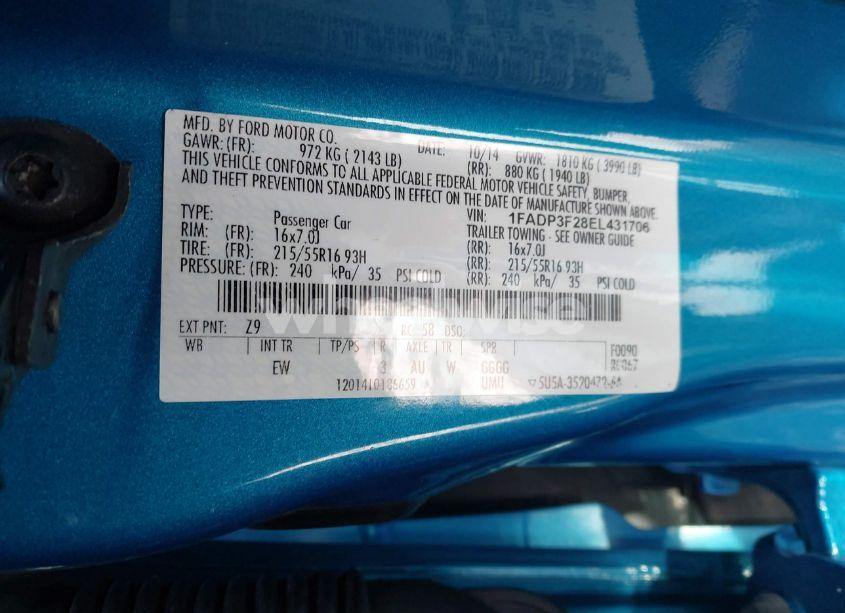 MFD. BY FORD MOTOR CO.
DATE: 10/14 GVWR: 1810 KG ( 3990 LB)
GAWR:(FR): 972 KG ( 2143 LB) (RR): 880 KG ( 1940 LB)
THIS VEHICLE CONFORMS TO ALL APPLICABLE FEDERAL MOTOR VEHICLE SAFETY, BUMPER,
AND THEFT PREVENTION STANDARDS IN EFFECT ON THE DATE OF MANUFACTURE SHOWN ABOVE.
VIN: 1FADP3F28EL431706
TYPE: Passenger Car TRAILER TOWING - SEE OWNER GUIDE
RIM: (FR): 16x7.0J (RR): 16x7.0J
TIRE: (FR): 215/55R16 93H (RR): 215/55R16 93H
PRESSURE: (FR): 240 kPa/ 35 PSI COLD (RR): 240 kPa/ 35 PSI COLD
EXT PNT: Z9 RC: 58 DSO: F0090
WB INT TR TP/PS R AXLE TR SPR
EW 3 AU W GGGG
UMU